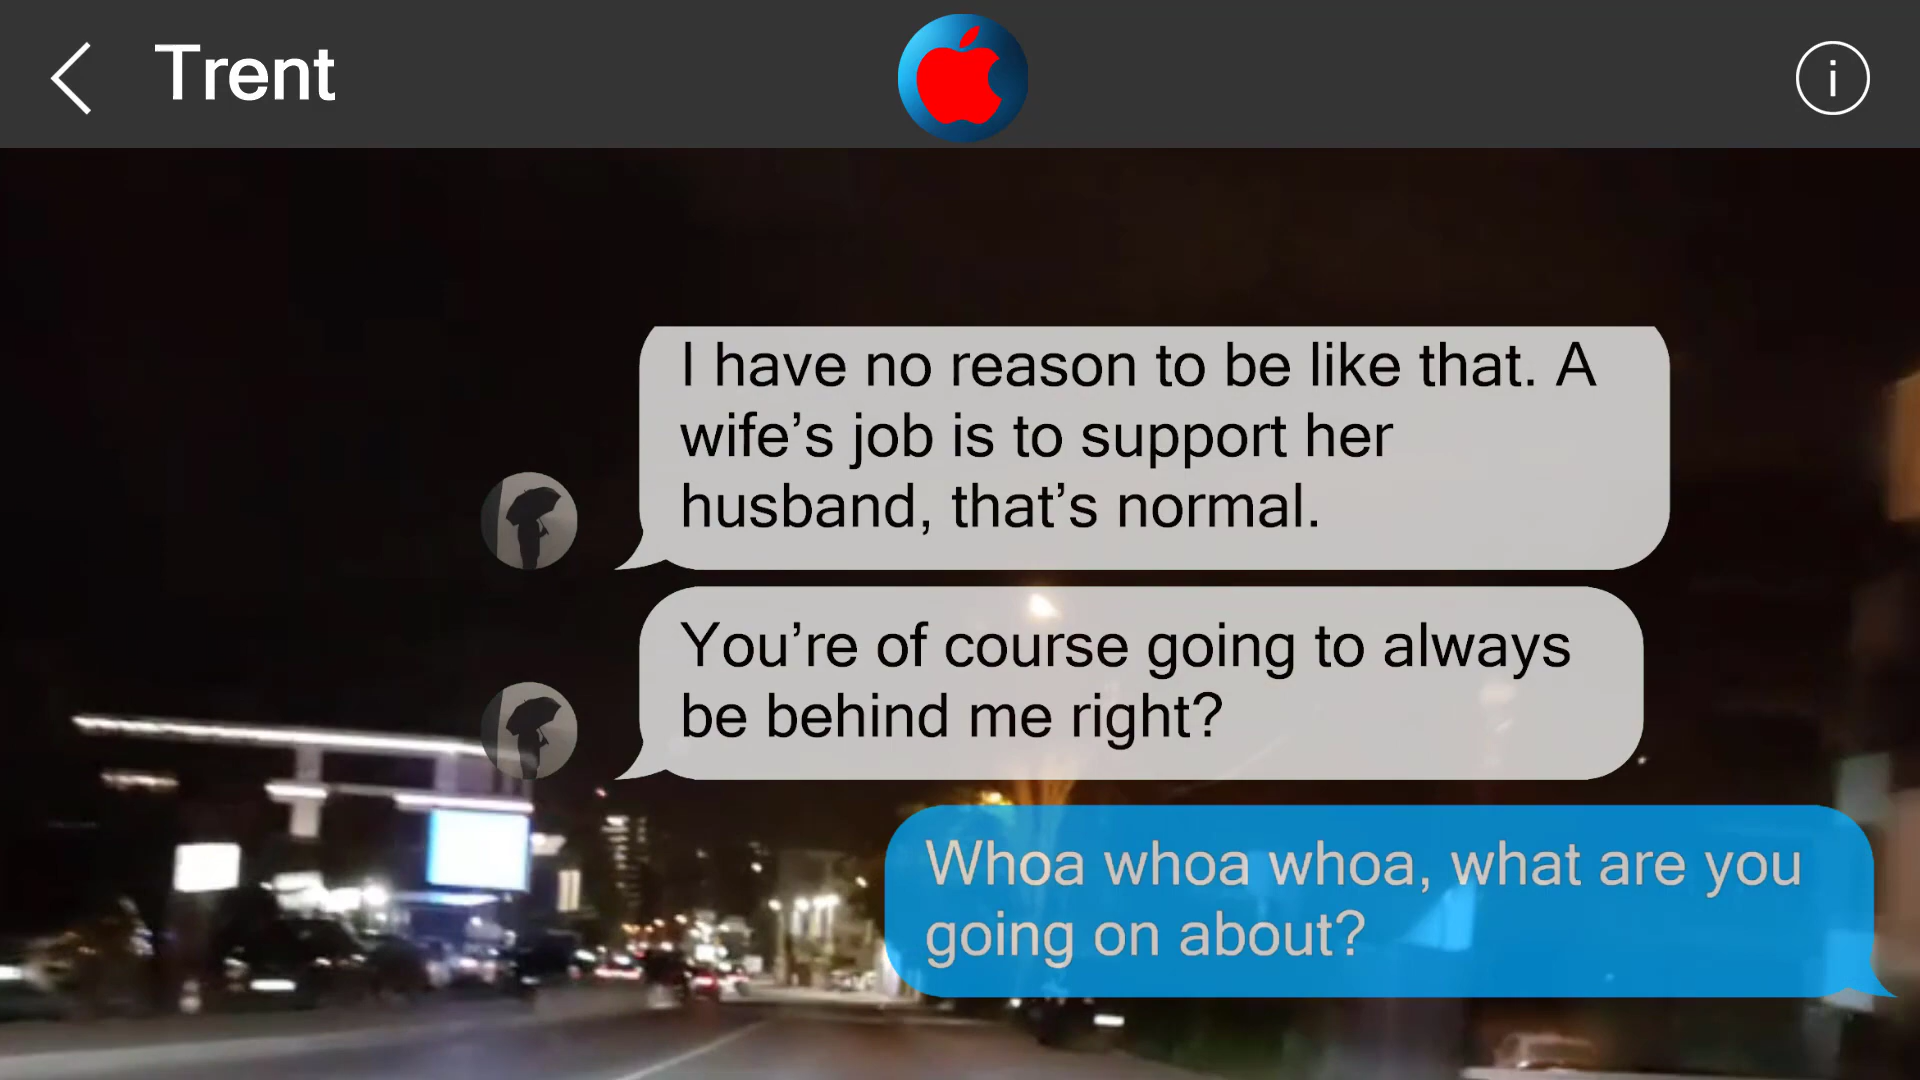 Trent
I have no reason to be like that. A
wife’s job is to support her
husband, that’s normal.
You’re of course going to always
be behind me right?
Whoa whoa whoa, what are you
going on about?